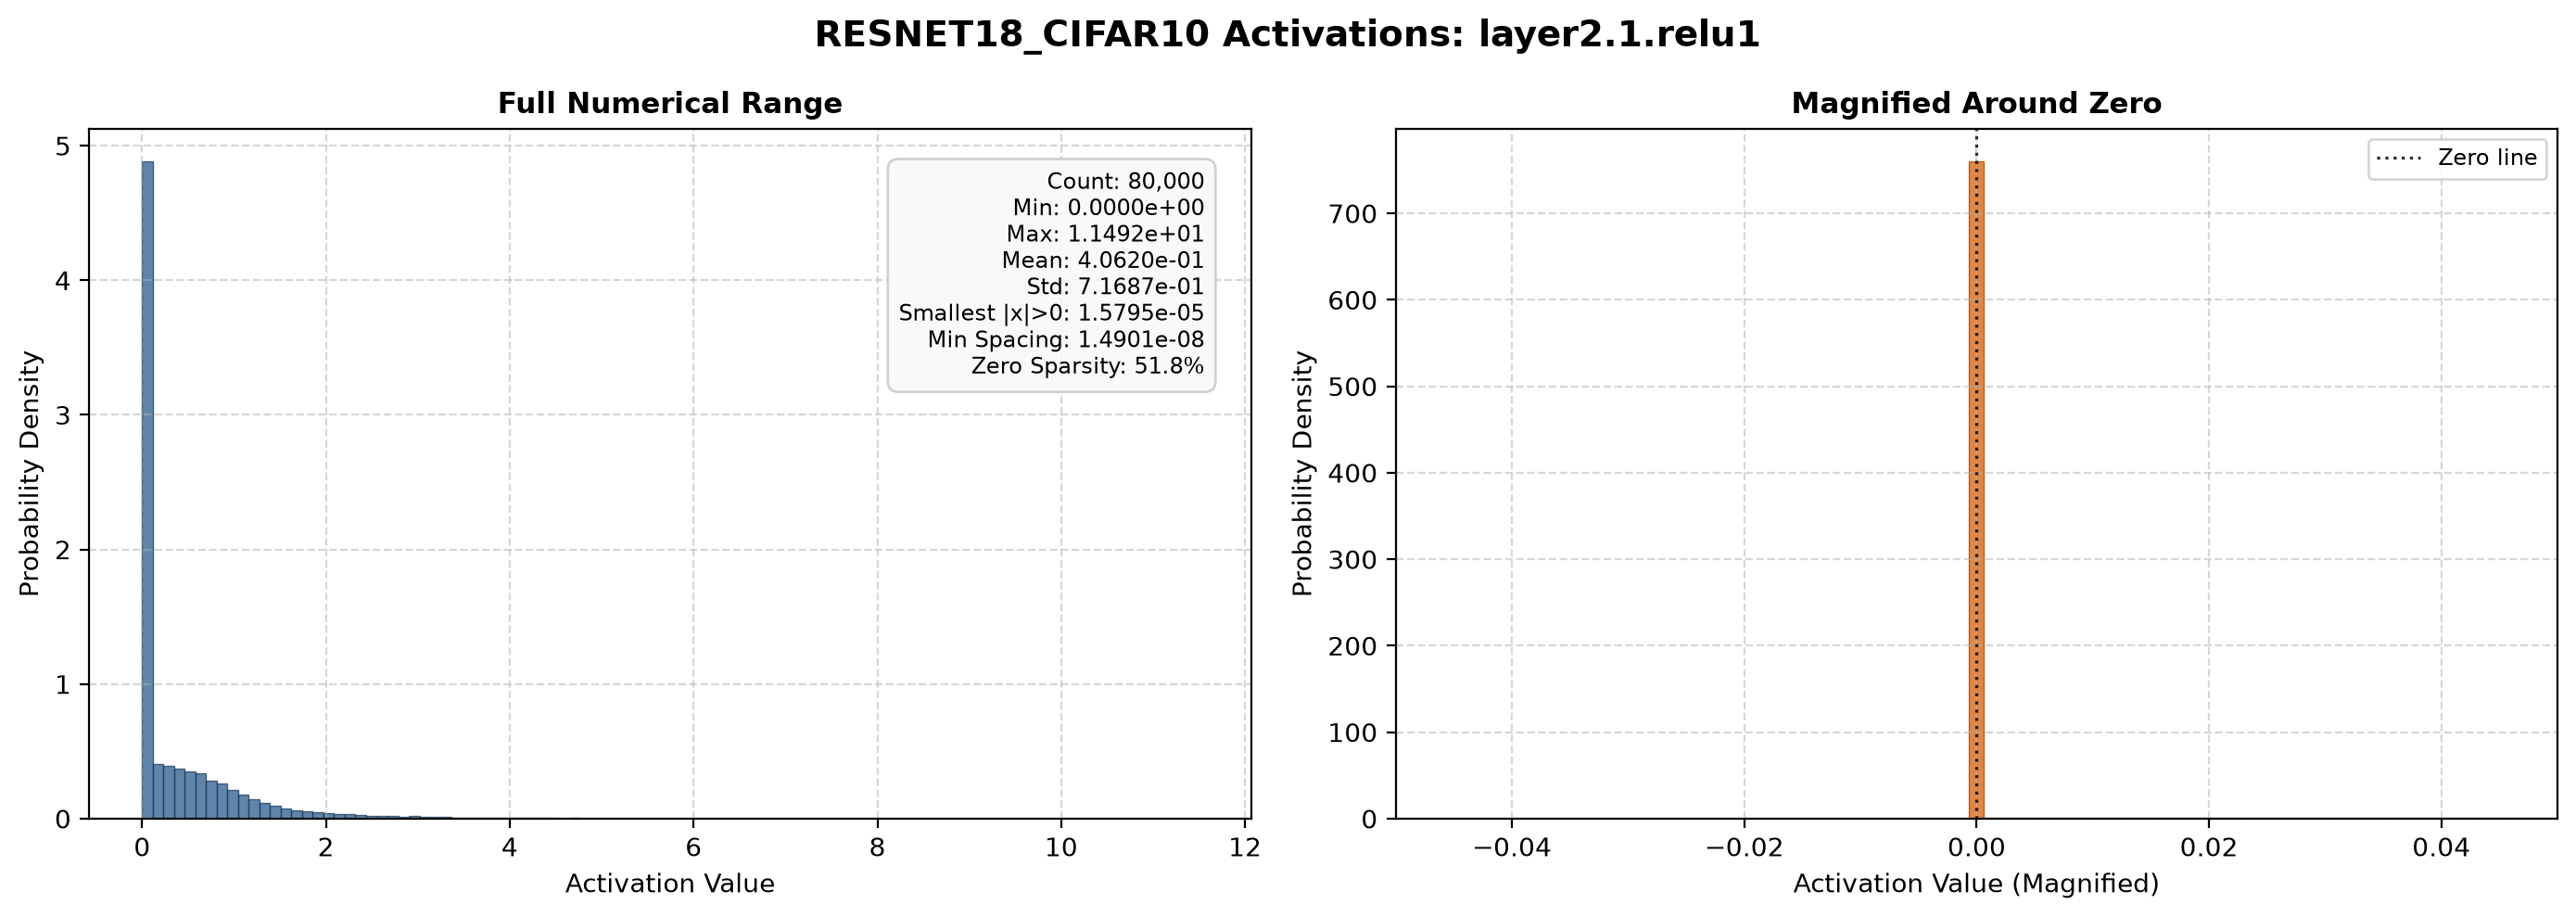 RESNET18_CIFAR10 Activations: layer2.1.relu1
Full Numerical Range
5
4
3
2
1
0
Probability Density
Count: 80,000
Min: 0.0000e+00
Max: 1.1492e+01
Mean: 4.0620e-01
Std: 7.1687e-01
Smallest |x|>0: 1.5795e-05
Min Spacing: 1.4901e-08
Zero Sparsity: 51.8%
0 2 4 6 8 10 12
Activation Value
Magnified Around Zero
Zero line
700
600
500
400
300
200
100
0
Probability Density
−0.04 −0.02 0.00 0.02 0.04
Activation Value (Magnified)